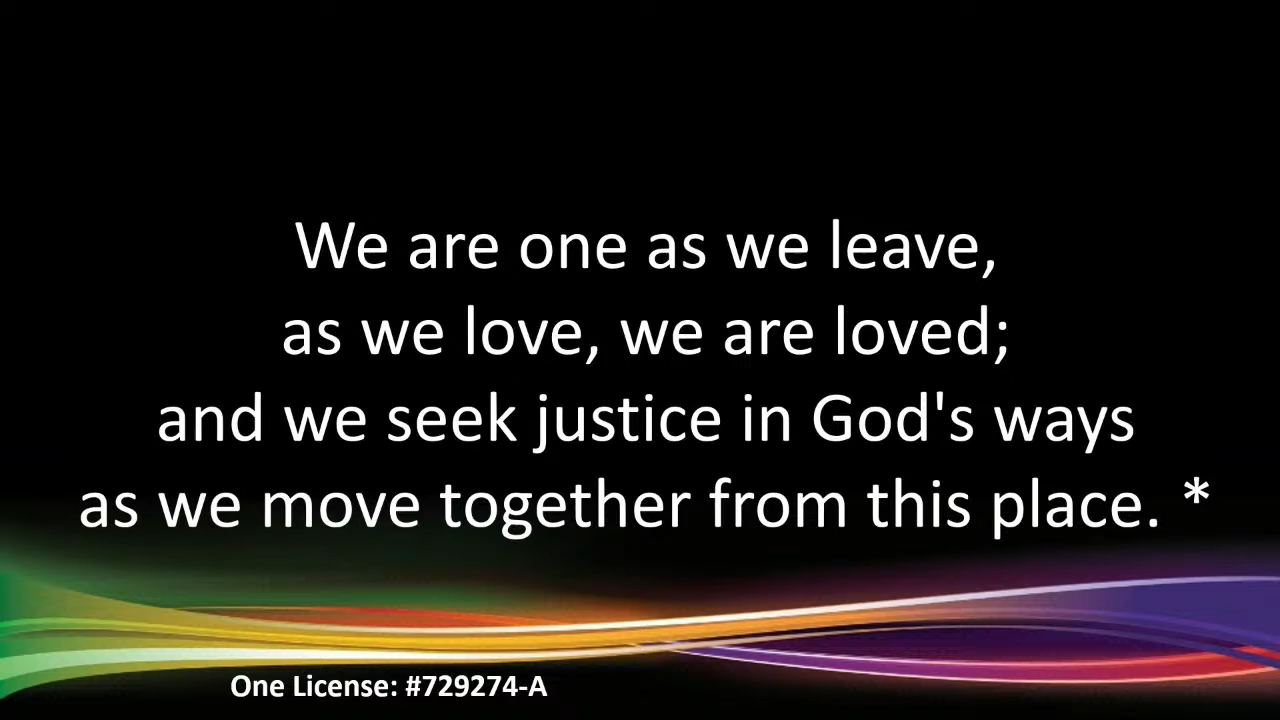 We are one as we leave,
as we love, we are loved;
and we seek justice in God's ways
as we move together from this place. *
One License: #729274-A